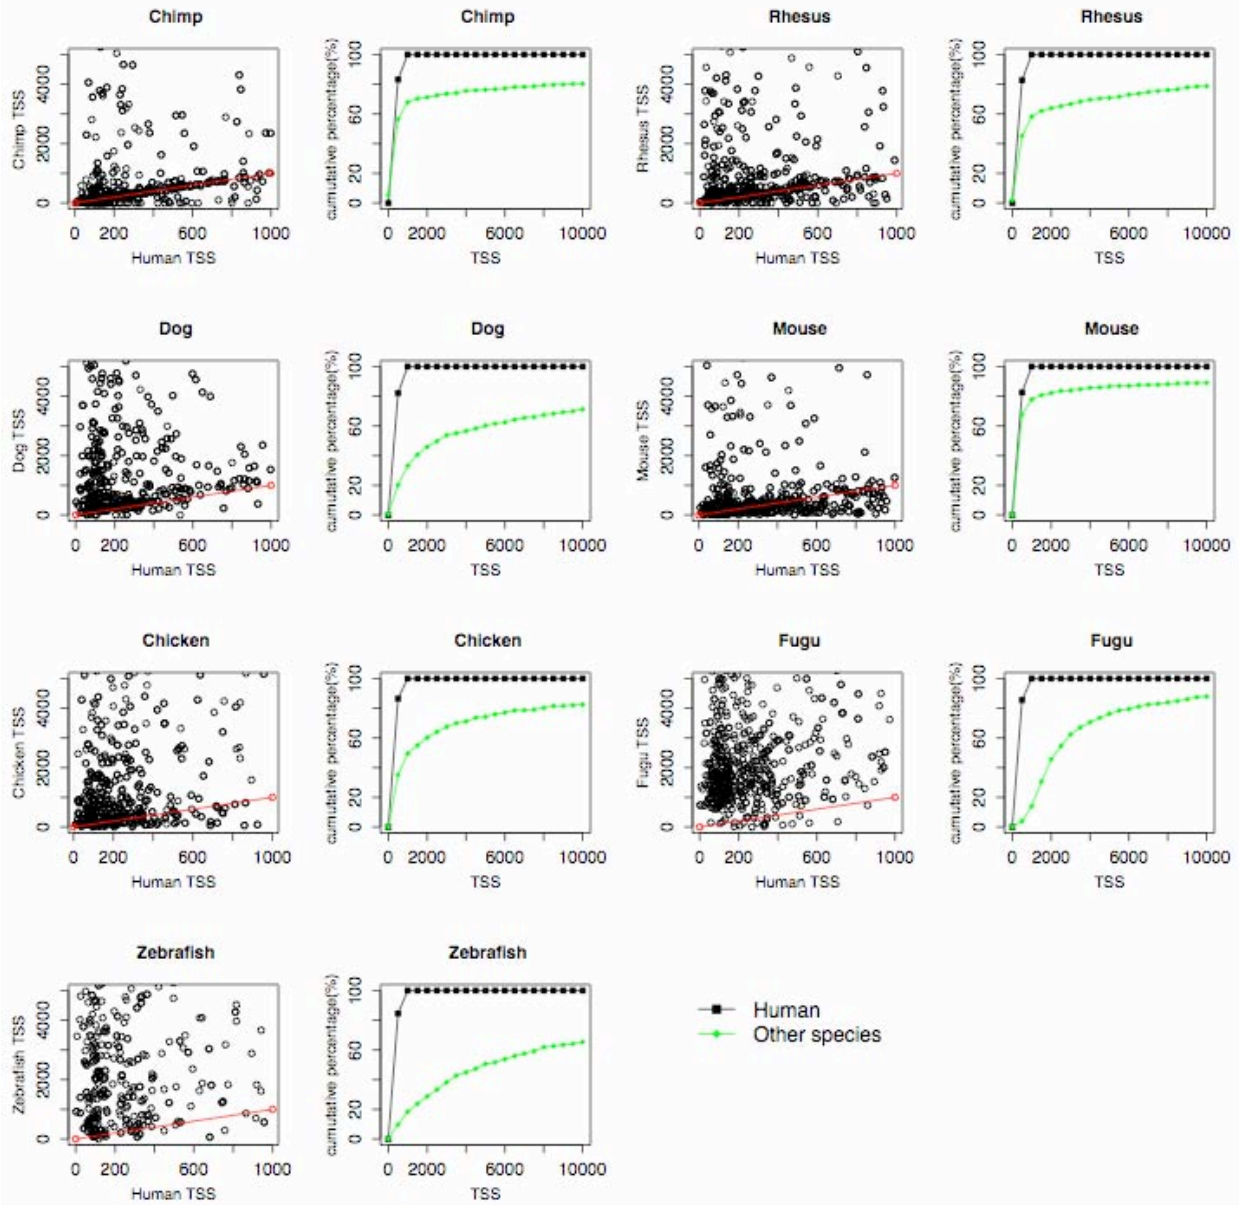 Chimp
Chimp
Rhesus
Rhesus
Chimp TSS
0 2000 4000
0 200 600 1000
Human TSS
cumutative percentage(%)
0 20 60 100
0 2000 6000 10000
TSS
Rhesus TSS
0 2000 4000
0 200 600 1000
Human TSS
cumutative percentage(%)
0 20 60 100
0 2000 6000 10000
TSS
Dog
Dog
Mouse
Mouse
Dog TSS
0 2000 4000
0 200 600 1000
Human TSS
cumutative percentage(%)
0 20 60 100
0 2000 6000 10000
TSS
Mouse TSS
0 2000 4000
0 200 600 1000
Human TSS
cumutative percentage(%)
0 20 60 100
0 2000 6000 10000
TSS
Chicken
Chicken
Fugu
Fugu
Chicken TSS
0 2000 4000
0 200 600 1000
Human TSS
cumutative percentage(%)
0 20 60 100
0 2000 6000 10000
TSS
Fugu TSS
0 2000 4000
0 200 600 1000
Human TSS
cumutative percentage(%)
0 20 60 100
0 2000 6000 10000
TSS
Zebrafish
Zebrafish
Zebrafish TSS
0 2000 4000
0 200 600 1000
Human TSS
cumutative percentage(%)
0 20 60 100
0 2000 6000 10000
TSS
Human
Other species